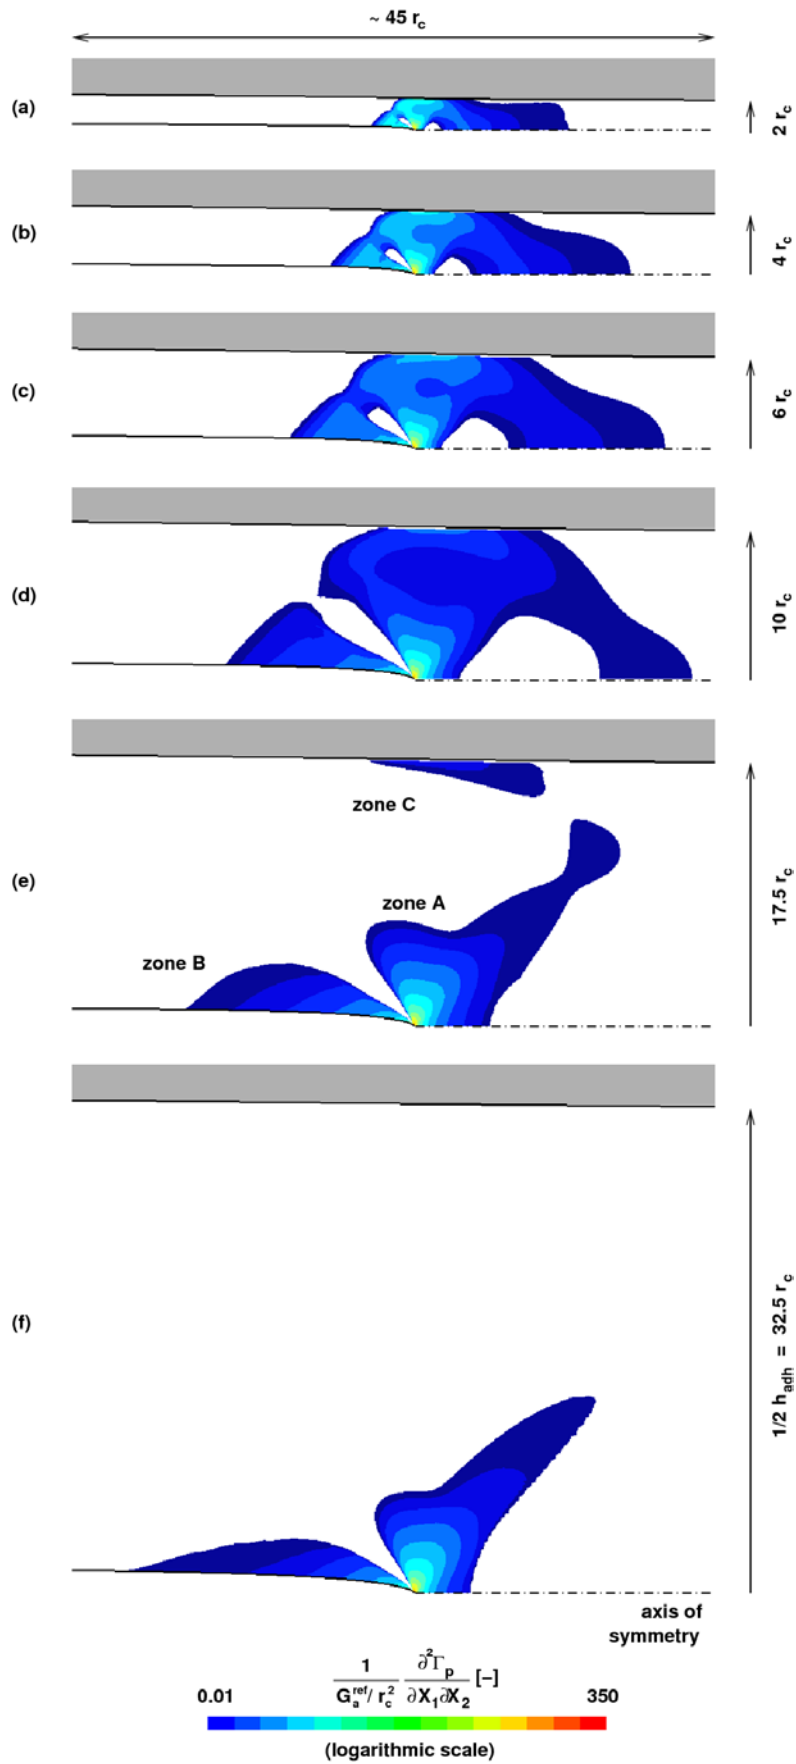 ~ 45 r_c
(a)
2 r_c
(b)
4 r_c
(c)
6 r_c
(d)
10 r_c
zone C
(e)
17.5 r_c
zone A
zone B
(f)
1/2 h_adh = 32.5 r_c
axis of
symmetry
1/(G_a^ref / r_c^2) ∂²Γ_p/(∂X_1∂X_2) [–]
0.01 350
(logarithmic scale)